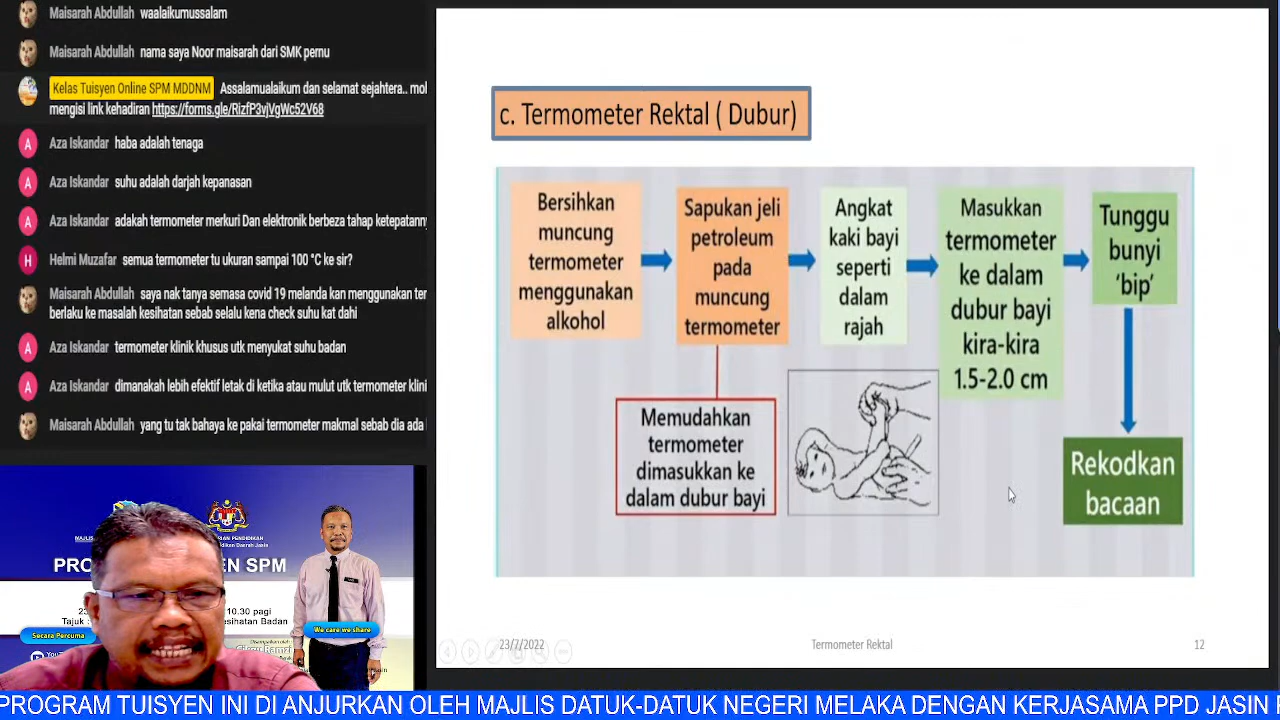 Maisarah Abdullah waalaikumussalam
Maisarah Abdullah nama saya Noor maisarah dari SMK pernu
Kelas Tuisyen Online SPM MDDNM Assalamualaikum dan selamat sejahtera..
mengisi link kehadiran https://forms.gle/RizfP3vjVgWc52V68
A Aza Iskandar haba adalah tenaga
A Aza Iskandar suhu adalah darjah kepanasan
A Aza Iskandar adakah termometer merkuri Dan elektronik berbeza tahap
H Helmi Muzafar semua termometer tu ukuran sampai 100 °C ke sir?
Maisarah Abdullah saya nak tanya semasa covid 19 melanda kan menggunakan
berlaku ke masalah kesihatan sebab selalu kena check suhu kat dahi
A Aza Iskandar termometer klinik khusus utk menyukat suhu badan
A Aza Iskandar dimanakah lebih efektif letak di ketika atau mulut utk termometer
Maisarah Abdullah yang tu tak bahaya ke pakai termometer makmal sebab dia ada
c. Termometer Rektal ( Dubur)
Bersihkan
muncung
termometer
menggunakan
alkohol
Sapukan jeli
petroleum
pada
muncung
termometer
Memudahkan
termometer
dimasukkan ke
dalam dubur bayi
Angkat
kaki bayi
seperti
dalam
rajah
Masukkan
termometer
ke dalam
dubur bayi
kira-kira
1.5-2.0 cm
Tunggu
bunyi
‘bip’
Rekodkan
bacaan
23/7/2022
Termometer Rektal
12
SPM
10.30 pagi
Secara Percuma
We care we share
PROGRAM TUISYEN INI DI ANJURKAN OLEH MAJLIS DATUK-DATUK NEGERI MELAKA DENGAN KERJASAMA PPD JASIN